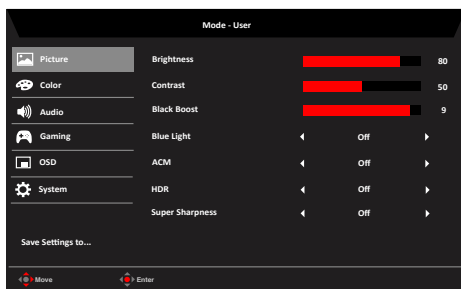 Mode - User
Picture
Brightness 80
Color
Contrast 50
Audio
Black Boost 9
Gaming
Blue Light Off
OSD
ACM Off
System
HDR Off
Super Sharpness Off
Save Settings to...
Move Enter